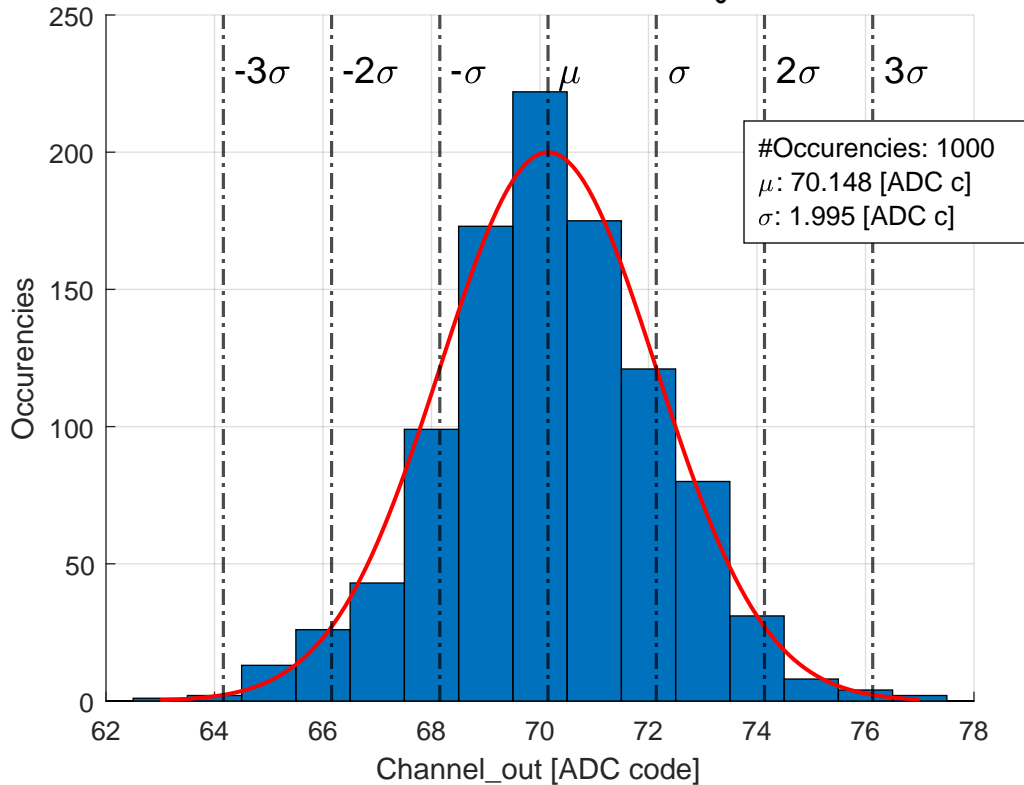 250
-3σ -2σ -σ μ σ 2σ 3σ
#Occurencies: 1000
μ: 70.148 [ADC c]
σ: 1.995 [ADC c]
200
150
100
50
0
Occurencies
62 64 66 68 70 72 74 76 78
Channel_out [ADC code]